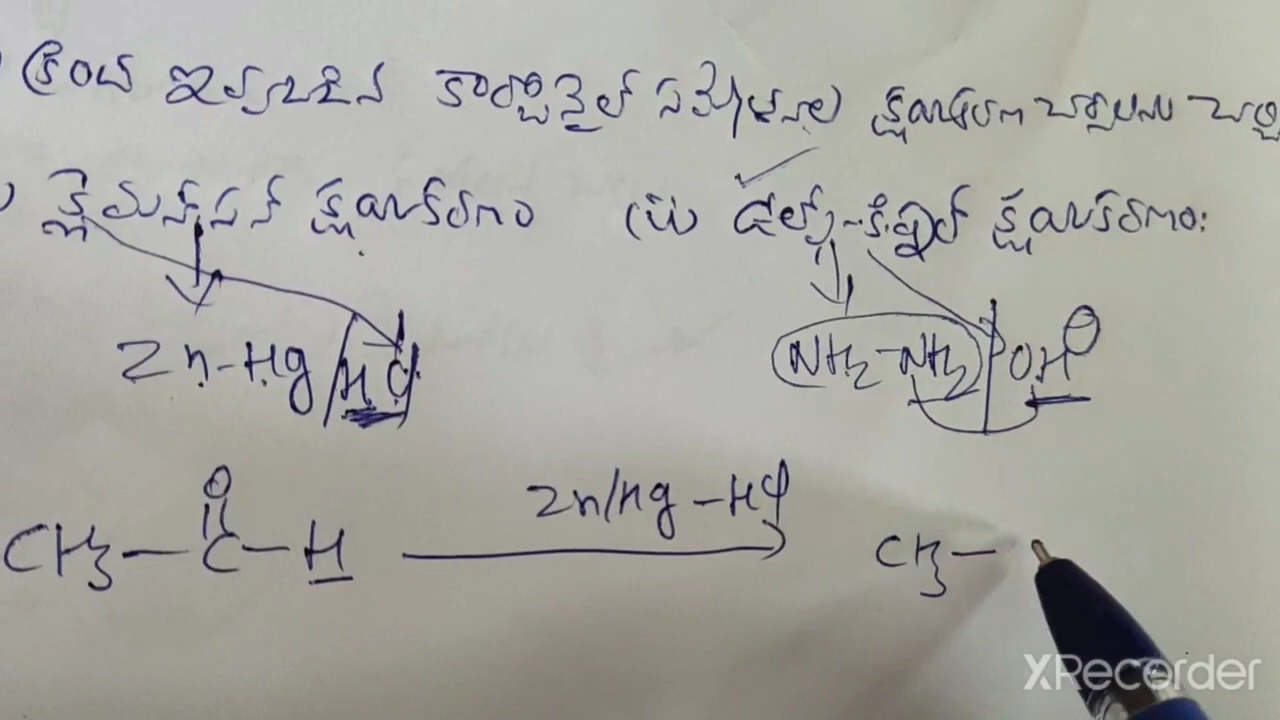 క్రింద ఇవ్వబడిన కార్బొనైల్ సమ్మేళనాల క్షయకరణ చర్యలను
క్లెమన్‌సన్ క్షయకరణం (ii) ఉల్ఫ్-కిష్నర్ క్షయకరణం:
Zn-Hg/HCl NH2-NH2/OH⊖
O
CH3-C-H Zn/Hg-HCl CH3-
XRecorder